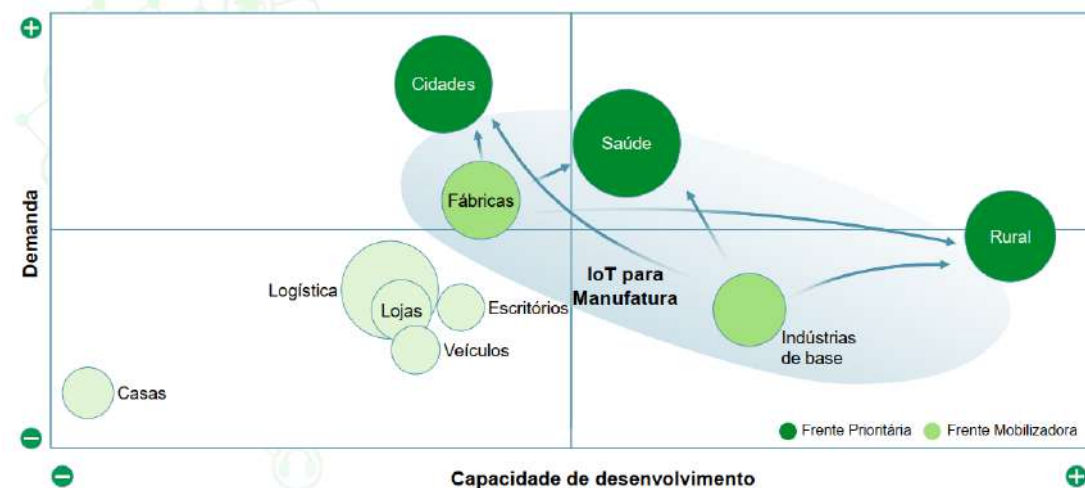 +
Cidades
Saúde
Fábricas
Demanda
Rural
IoT para
Manufatura
Logística
Lojas
Escritórios
Veículos
Indústrias
de base
Casas
Frente Prioritária
Frente Mobilizadora
−
−
Capacidade de desenvolvimento
+